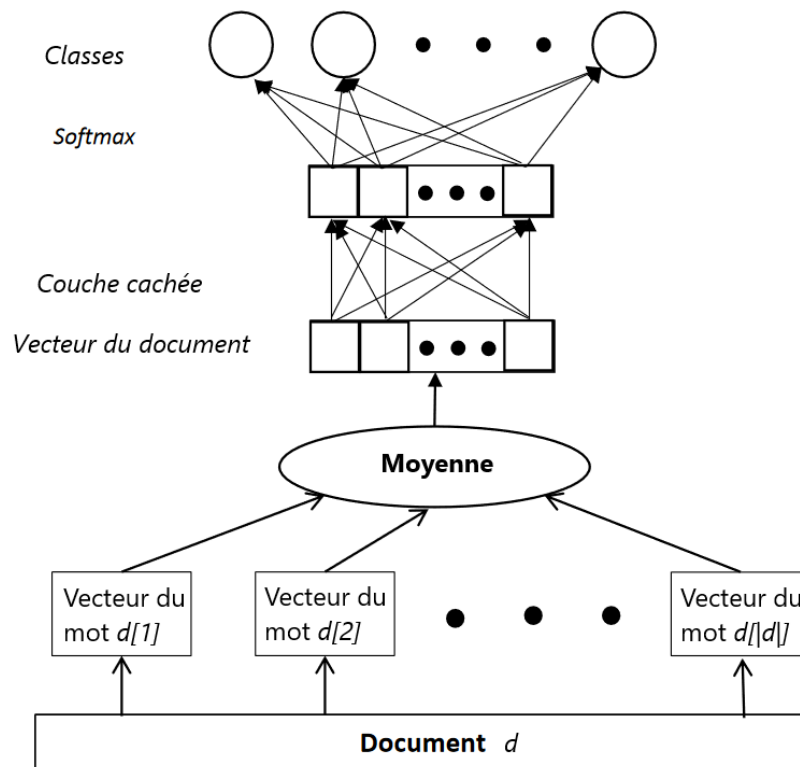 Classes
Softmax
Couche cachée
Vecteur du document
Moyenne
Vecteur du
mot d[1]
Vecteur du
mot d[2]
Vecteur du
mot d[|d|]
Document d